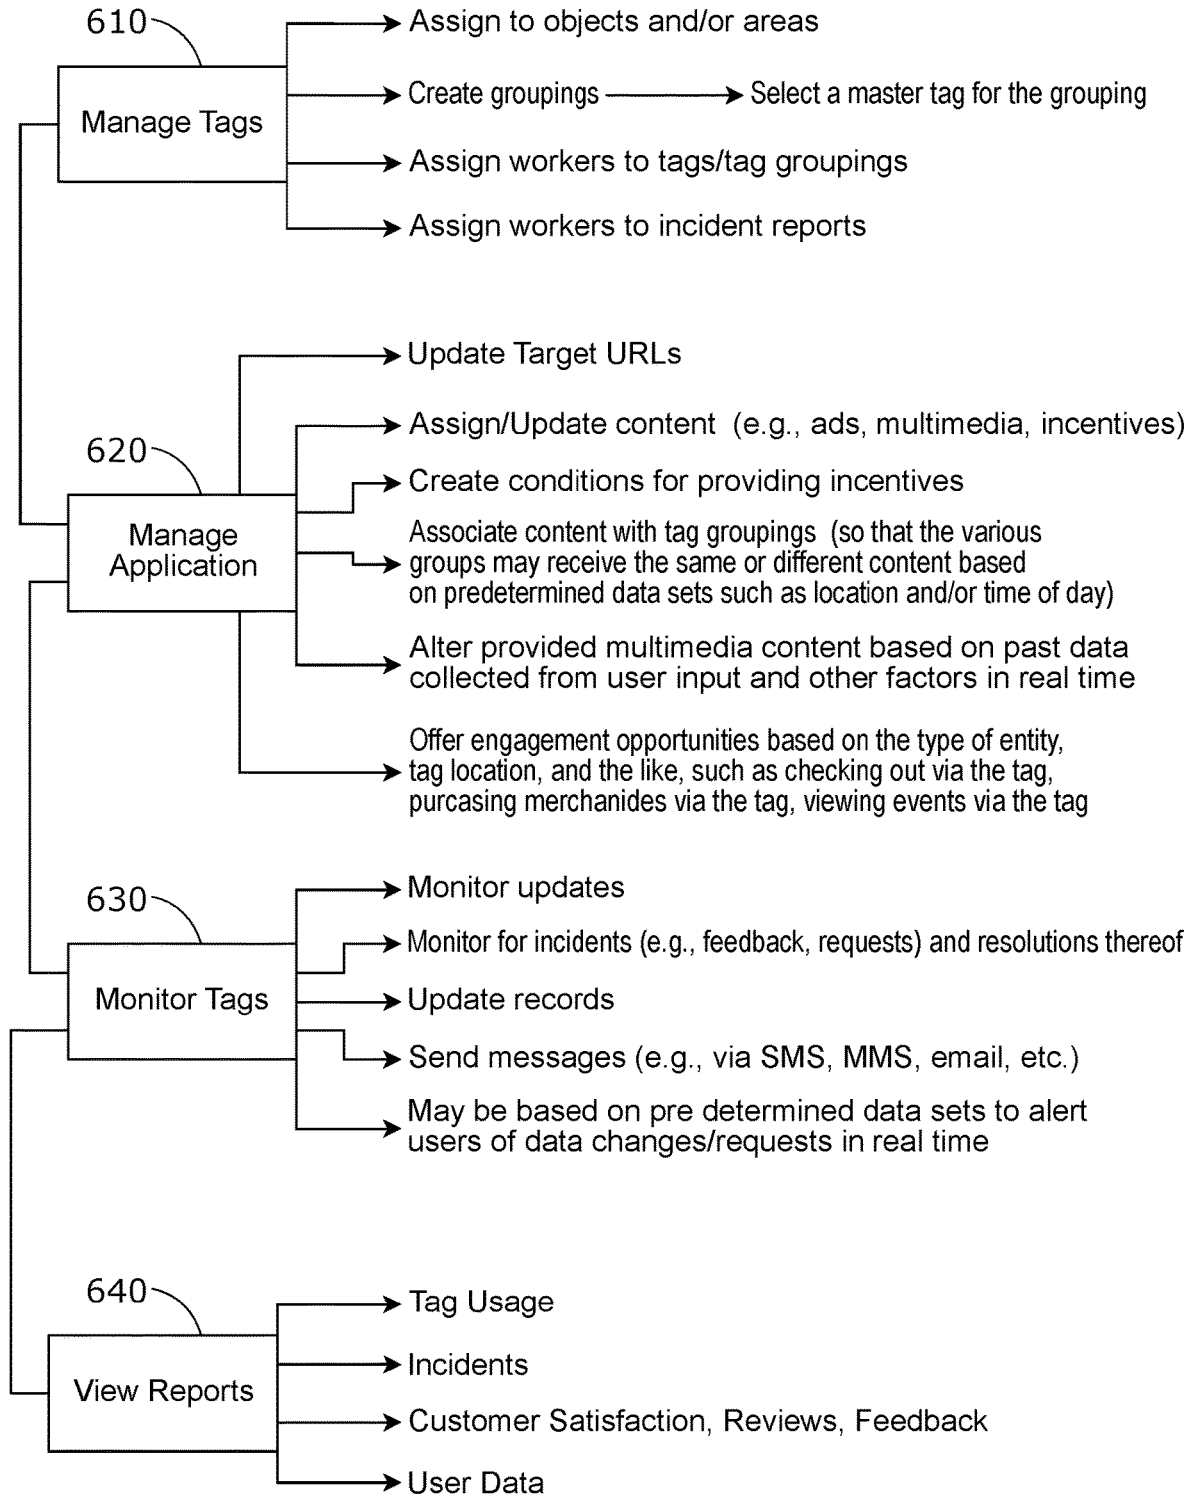 610
Manage Tags
Assign to objects and/or areas
Create groupings
Select a master tag for the grouping
Assign workers to tags/tag groupings
Assign workers to incident reports
620
Manage
Application
Update Target URLs
Assign/Update content (e.g., ads, multimedia, incentives)
Create conditions for providing incentives
Associate content with tag groupings (so that the various
groups may receive the same or different content based
on predetermined data sets such as location and/or time of day)
Alter provided multimedia content based on past data
collected from user input and other factors in real time
Offer engagement opportunities based on the type of entity,
tag location, and the like, such as checking out via the tag,
purcasing merchanides via the tag, viewing events via the tag
630
Monitor Tags
Monitor updates
Monitor for incidents (e.g., feedback, requests) and resolutions thereof
Update records
Send messages (e.g., via SMS, MMS, email, etc.)
May be based on pre determined data sets to alert
users of data changes/requests in real time
640
View Reports
Tag Usage
Incidents
Customer Satisfaction, Reviews, Feedback
User Data